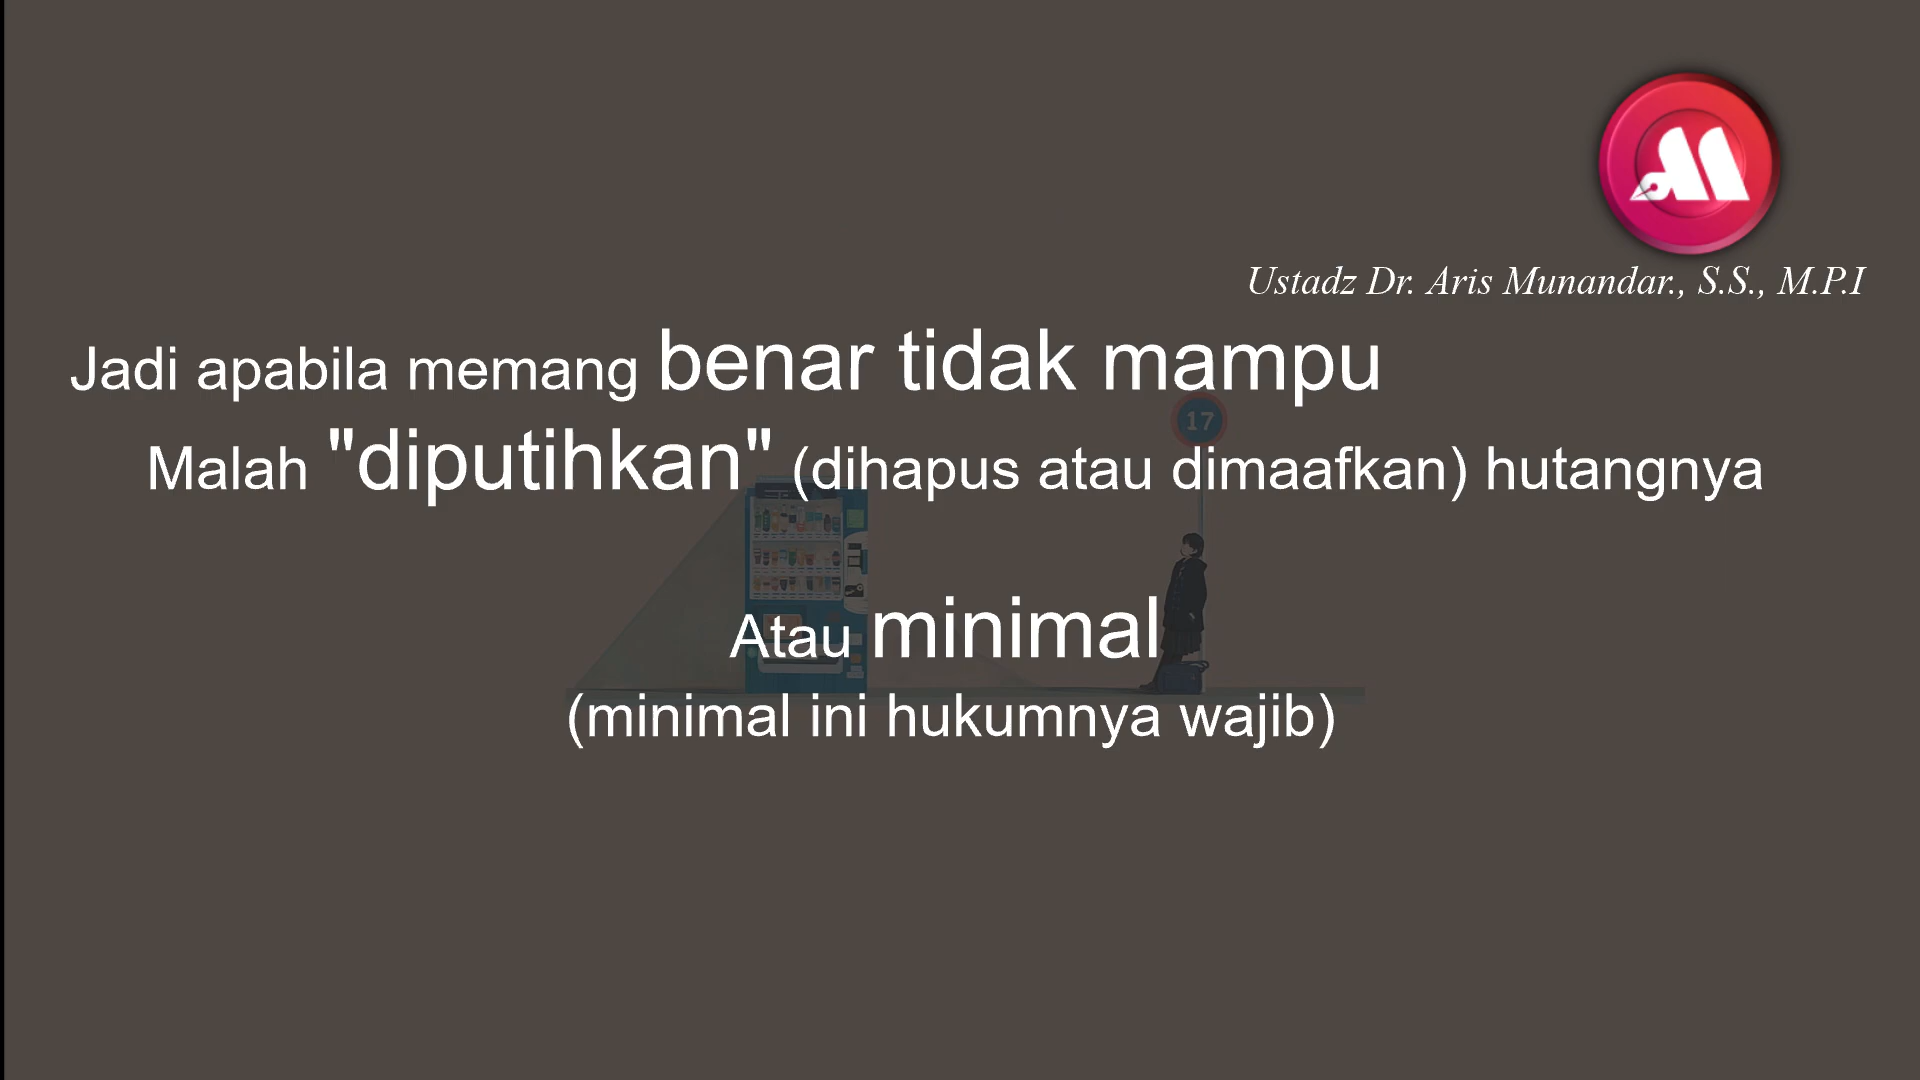 Ustadz Dr. Aris Munandar., S.S., M.P.I
Jadi apabila memang benar tidak mampu
17
Malah "diputihkan" (dihapus atau dimaafkan) hutangnya
Atau minimal
(minimal ini hukumnya wajib)